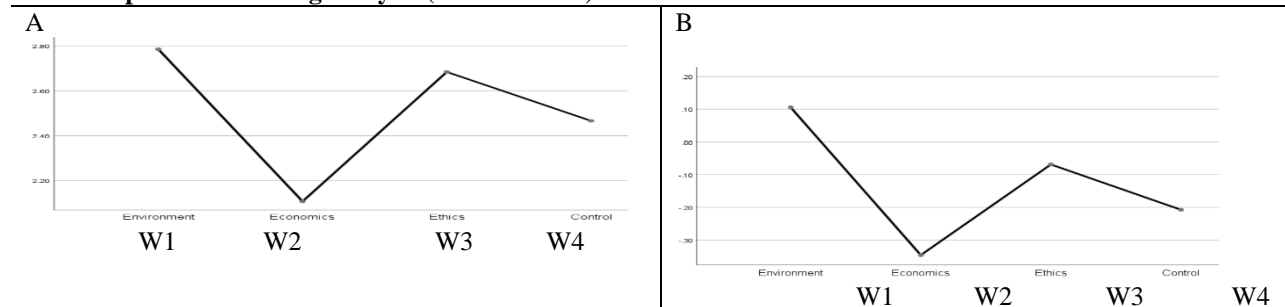 A
2.80
2.60
2.40
2.20
Environment Economics Ethics Control
W1 W2 W3 W4
B
.20
.10
.00
-.10
-.20
-.30
Environment Economics Ethics Control
W1 W2 W3 W4